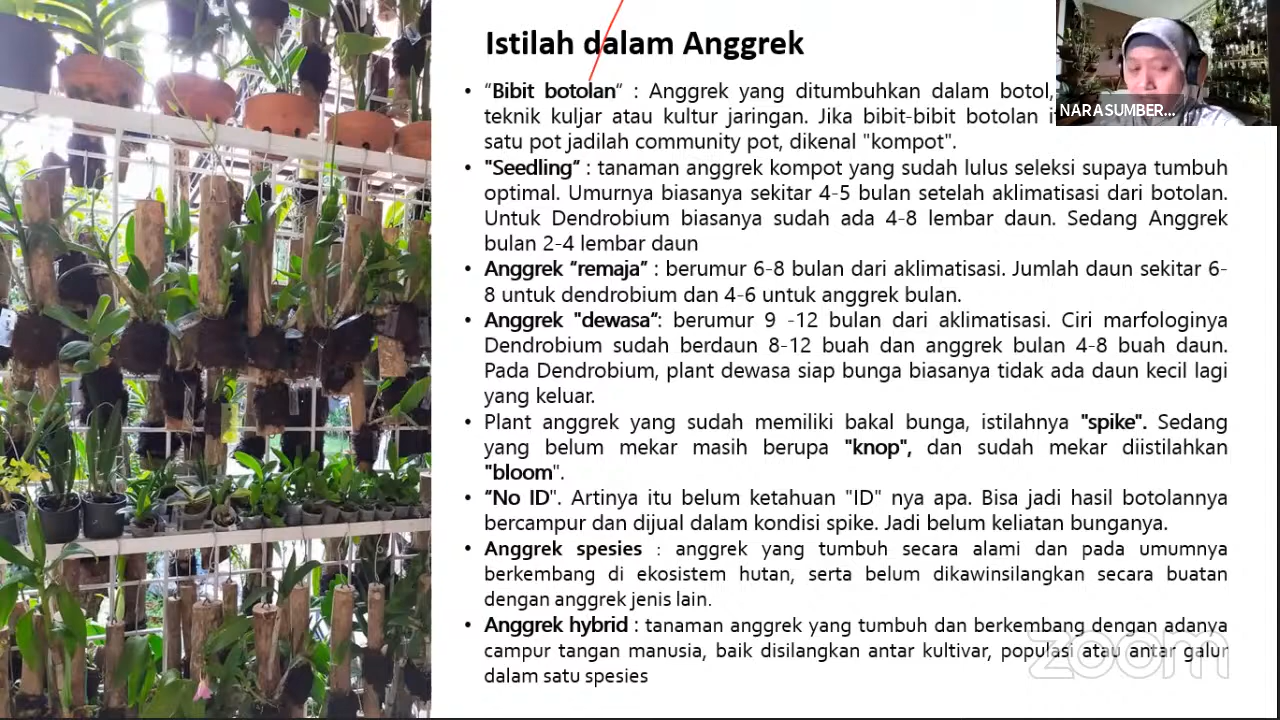 Istilah dalam Anggrek
• "Bibit botolan" : Anggrek yang ditumbuhkan dalam botol,
teknik kuljar atau kultur jaringan. Jika bibit-bibit botolan
satu pot jadilah community pot, dikenal "kompot".
• "Seedling“ : tanaman anggrek kompot yang sudah lulus seleksi supaya tumbuh
optimal. Umurnya biasanya sekitar 4-5 bulan setelah aklimatisasi dari botolan.
Untuk Dendrobium biasanya sudah ada 4-8 lembar daun. Sedang Anggrek
bulan 2-4 lembar daun
• Anggrek “remaja” : berumur 6-8 bulan dari aklimatisasi. Jumlah daun sekitar 6-
8 untuk dendrobium dan 4-6 untuk anggrek bulan.
• Anggrek "dewasa“: berumur 9 -12 bulan dari aklimatisasi. Ciri marfologinya
Dendrobium sudah berdaun 8-12 buah dan anggrek bulan 4-8 buah daun.
Pada Dendrobium, plant dewasa siap bunga biasanya tidak ada daun kecil lagi
yang keluar.
• Plant anggrek yang sudah memiliki bakal bunga, istilahnya "spike". Sedang
yang belum mekar masih berupa "knop", dan sudah mekar diistilahkan
"bloom".
• “No ID". Artinya itu belum ketahuan "ID" nya apa. Bisa jadi hasil botolannya
bercampur dan dijual dalam kondisi spike. Jadi belum keliatan bunganya.
• Anggrek spesies : anggrek yang tumbuh secara alami dan pada umumnya
berkembang di ekosistem hutan, serta belum dikawinsilangkan secara buatan
dengan anggrek jenis lain.
• Anggrek hybrid : tanaman anggrek yang tumbuh dan berkembang dengan adanya
campur tangan manusia, baik disilangkan antar kultivar, populasi atau antar galur
dalam satu spesies
NARASUMBER...
zoom